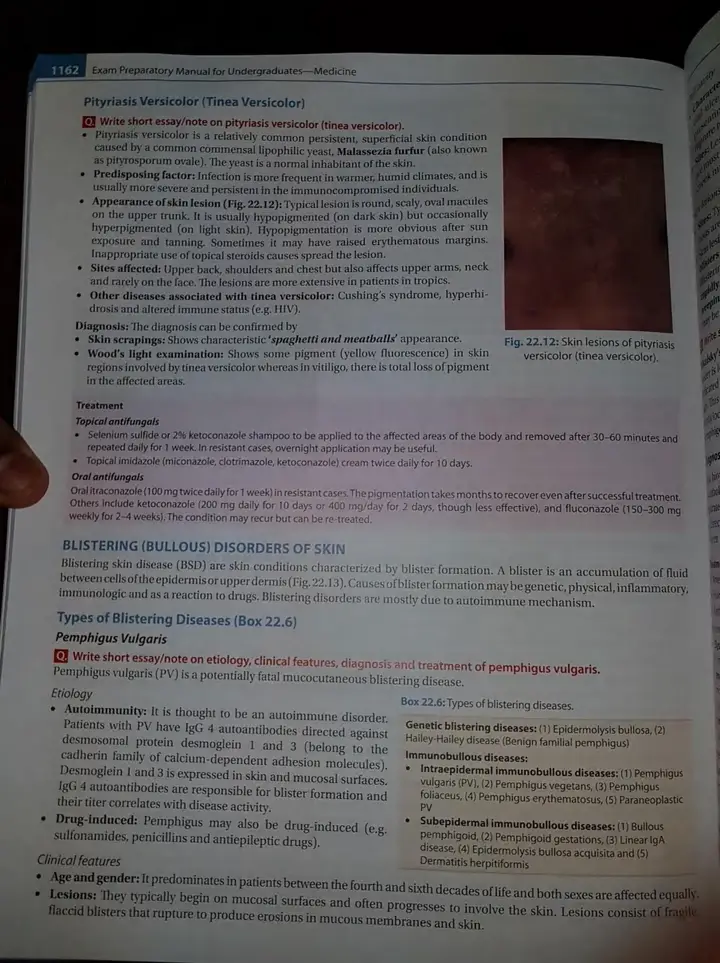 1162 Exam Preparatory Manual for Undergraduates—Medicine
Pityriasis Versicolor (Tinea Versicolor)
Q. Write short essay/note on pityriasis versicolor (tinea versicolor).
• Pityriasis versicolor is a relatively common persistent, superficial skin condition
caused by a common commensal lipophilic yeast, Malassezia furfur (also known
as pityrosporum ovale). The yeast is a normal inhabitant of the skin.
• Predisposing factor: Infection is more frequent in warmer, humid climates, and is
usually more severe and persistent in the immunocompromised individuals.
• Appearance of skin lesion (Fig. 22.12): Typical lesion is round, scaly, oval macules
on the upper trunk. It is usually hypopigmented (on dark skin) but occasionally
hyperpigmented (on light skin). Hypopigmentation is more obvious after sun
exposure and tanning. Sometimes it may have raised erythematous margins.
Inappropriate use of topical steroids causes spread the lesion.
• Sites affected: Upper back, shoulders and chest but also affects upper arms, neck
and rarely on the face. The lesions are more extensive in patients in tropics.
• Other diseases associated with tinea versicolor: Cushing's syndrome, hyperhi-
drosis and altered immune status (e.g. HIV).
Diagnosis: The diagnosis can be confirmed by
• Skin scrapings: Shows characteristic 'spaghetti and meatballs' appearance.
• Wood's light examination: Shows some pigment (yellow fluorescence) in skin
regions involved by tinea versicolor whereas in vitiligo, there is total loss of pigment
in the affected areas.
Fig. 22.12: Skin lesions of pityriasis
versicolor (tinea versicolor).
Treatment
Topical antifungals
• Selenium sulfide or 2% ketoconazole shampoo to be applied to the affected areas of the body and removed after 30–60 minutes and
repeated daily for 1 week. In resistant cases, overnight application may be useful.
• Topical imidazole (miconazole, clotrimazole, ketoconazole) cream twice daily for 10 days.
Oral antifungals
Oral itraconazole (100 mg twice daily for 1 week) in resistant cases. The pigmentation takes months to recover even after successful treatment.
Others include ketoconazole (200 mg daily for 10 days or 400 mg/day for 2 days, though less effective), and fluconazole (150–300 mg
weekly for 2–4 weeks). The condition may recur but can be re-treated.
BLISTERING (BULLOUS) DISORDERS OF SKIN
Blistering skin disease (BSD) are skin conditions characterized by blister formation. A blister is an accumulation of fluid
between cells of the epidermis or upper dermis (Fig. 22.13). Causes of blister formation may be genetic, physical, inflammatory,
immunologic and as a reaction to drugs. Blistering disorders are mostly due to autoimmune mechanism.
Types of Blistering Diseases (Box 22.6)
Pemphigus Vulgaris
Q. Write short essay/note on etiology, clinical features, diagnosis and treatment of pemphigus vulgaris.
Pemphigus vulgaris (PV) is a potentially fatal mucocutaneous blistering disease.
Etiology
• Autoimmunity: It is thought to be an autoimmune disorder.
Patients with PV have IgG 4 autoantibodies directed against
desmosomal protein desmoglein 1 and 3 (belong to the
cadherin family of calcium-dependent adhesion molecules).
Desmoglein 1 and 3 is expressed in skin and mucosal surfaces.
IgG 4 autoantibodies are responsible for blister formation and
their titer correlates with disease activity.
• Drug-induced: Pemphigus may also be drug-induced (e.g.
sulfonamides, penicillins and antiepileptic drugs).
Box 22.6: Types of blistering diseases.
Genetic blistering diseases: (1) Epidermolysis bullosa, (2)
Hailey-Hailey disease (Benign familial pemphigus)
Immunobullous diseases:
• Intraepidermal immunobullous diseases: (1) Pemphigus
vulgaris (PV), (2) Pemphigus vegetans, (3) Pemphigus
foliaceus, (4) Pemphigus erythematosus, (5) Paraneoplastic
PV
• Subepidermal immunobullous diseases: (1) Bullous
pemphigoid, (2) Pemphigoid gestations, (3) Linear IgA
disease, (4) Epidermolysis bullosa acquisita and (5)
Dermatitis herpitiformis
Clinical features
• Age and gender: It predominates in patients between the fourth and sixth decades of life and both sexes are affected equally.
• Lesions: They typically begin on mucosal surfaces and often progresses to involve the skin. Lesions consist of fragile,
flaccid blisters that rupture to produce erosions in mucous membranes and skin.